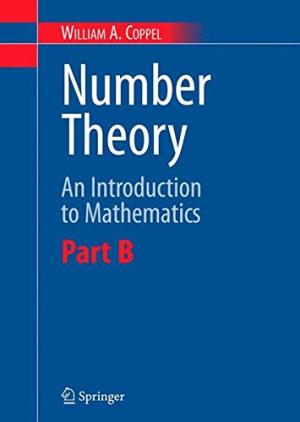 WILLIAM A. COPPEL
Number
Theory
An Introduction
to Mathematics
Part B
Springer